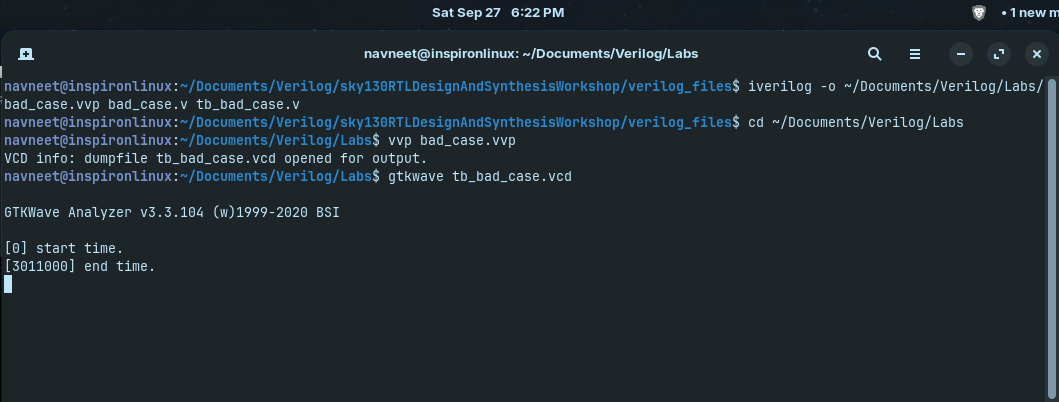 Sat Sep 27 6:22 PM
• 1 new m
navneet@inspironlinux: ~/Documents/Verilog/Labs
navneet@inspironlinux:~/Documents/Verilog/sky130RTLDesignAndSynthesisWorkshop/verilog_files$ iverilog -o ~/Documents/Verilog/Labs/
bad_case.vvp bad_case.v tb_bad_case.v
navneet@inspironlinux:~/Documents/Verilog/sky130RTLDesignAndSynthesisWorkshop/verilog_files$ cd ~/Documents/Verilog/Labs
navneet@inspironlinux:~/Documents/Verilog/Labs$ vvp bad_case.vvp
VCD info: dumpfile tb_bad_case.vcd opened for output.
navneet@inspironlinux:~/Documents/Verilog/Labs$ gtkwave tb_bad_case.vcd
GTKWave Analyzer v3.3.104 (w)1999-2020 BSI
[0] start time.
[3011000] end time.